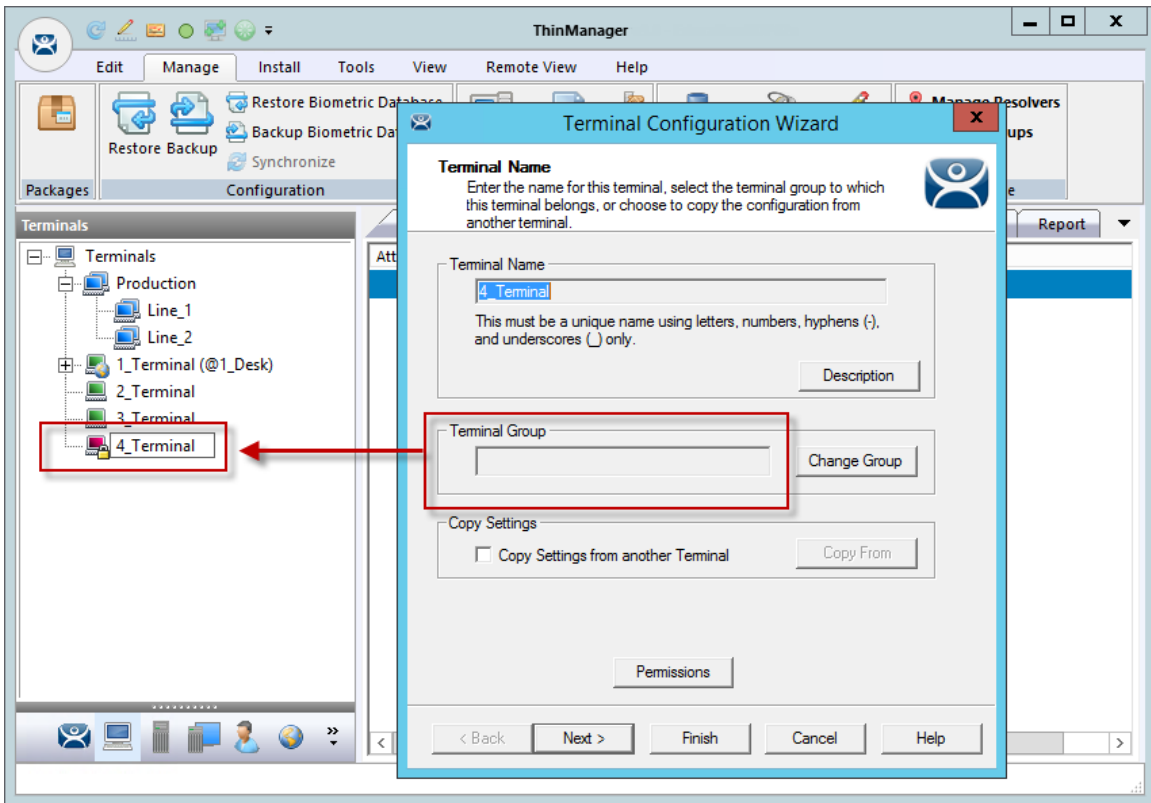 ThinManager
Edit Manage Install Tools View Remote View Help
Restore Biometric Database
Backup Biometric Da
Synchronize
Restore Backup
Packages
Configuration
Manage Resolvers
ups
e
Terminals
Terminals
Production
Line_1
Line_2
1_Terminal (@1_Desk)
2_Terminal
3_Terminal
4_Terminal
Att
Report
Terminal Configuration Wizard
Terminal Name
Enter the name for this terminal, select the terminal group to which
this terminal belongs, or choose to copy the configuration from
another terminal.
Terminal Name
4_Terminal
This must be a unique name using letters, numbers, hyphens (-),
and underscores (_) only.
Description
Terminal Group
Change Group
Copy Settings
Copy Settings from another Terminal
Copy From
Permissions
< Back Next > Finish Cancel Help